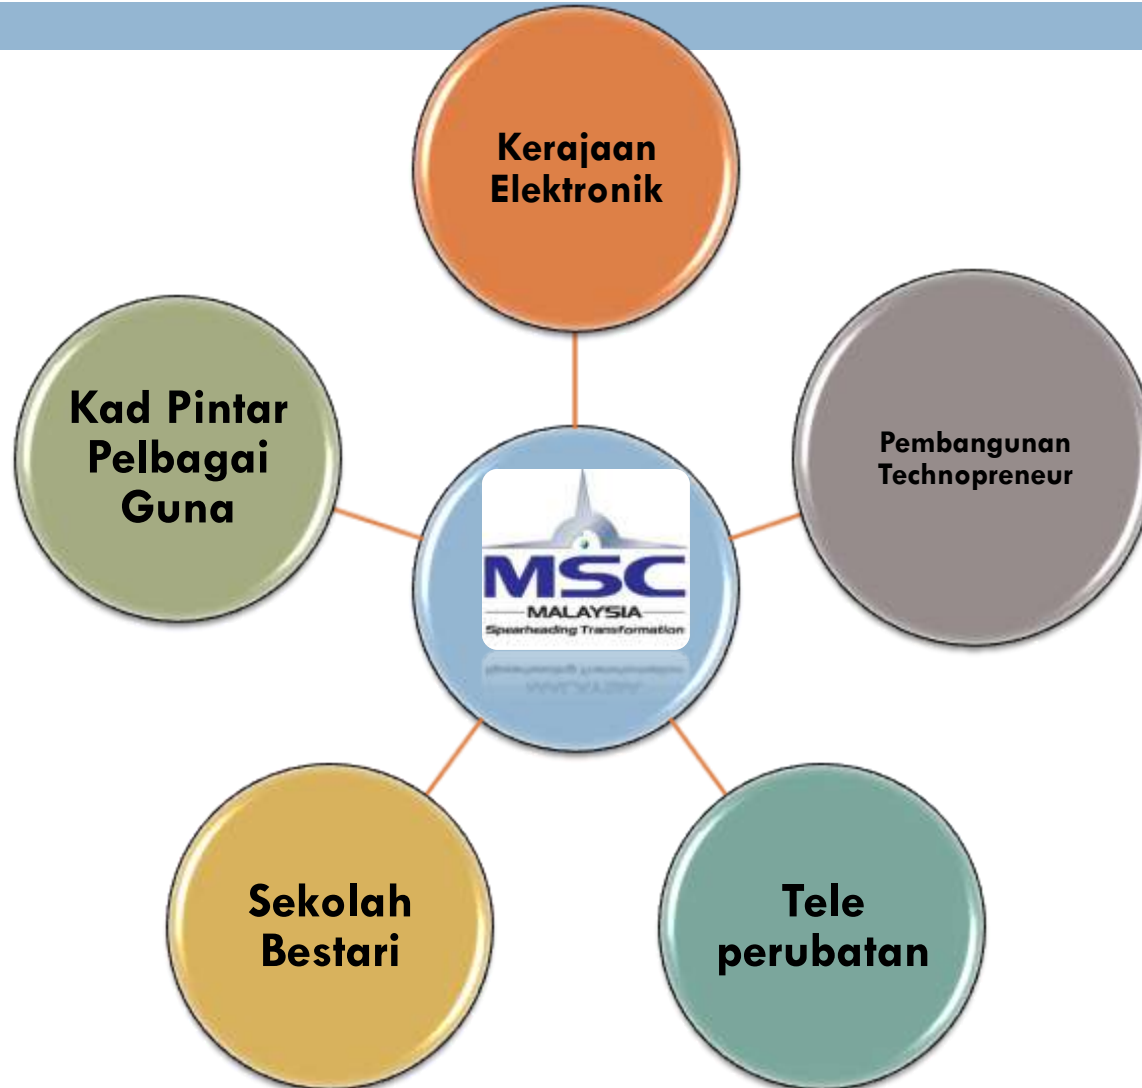 Kerajaan
Elektronik
Kad Pintar
Pelbagai
Guna
Pembangunan
Technopreneur
MSC
MALAYSIA
Spearheading Transformation
Sekolah
Bestari
Tele
perubatan